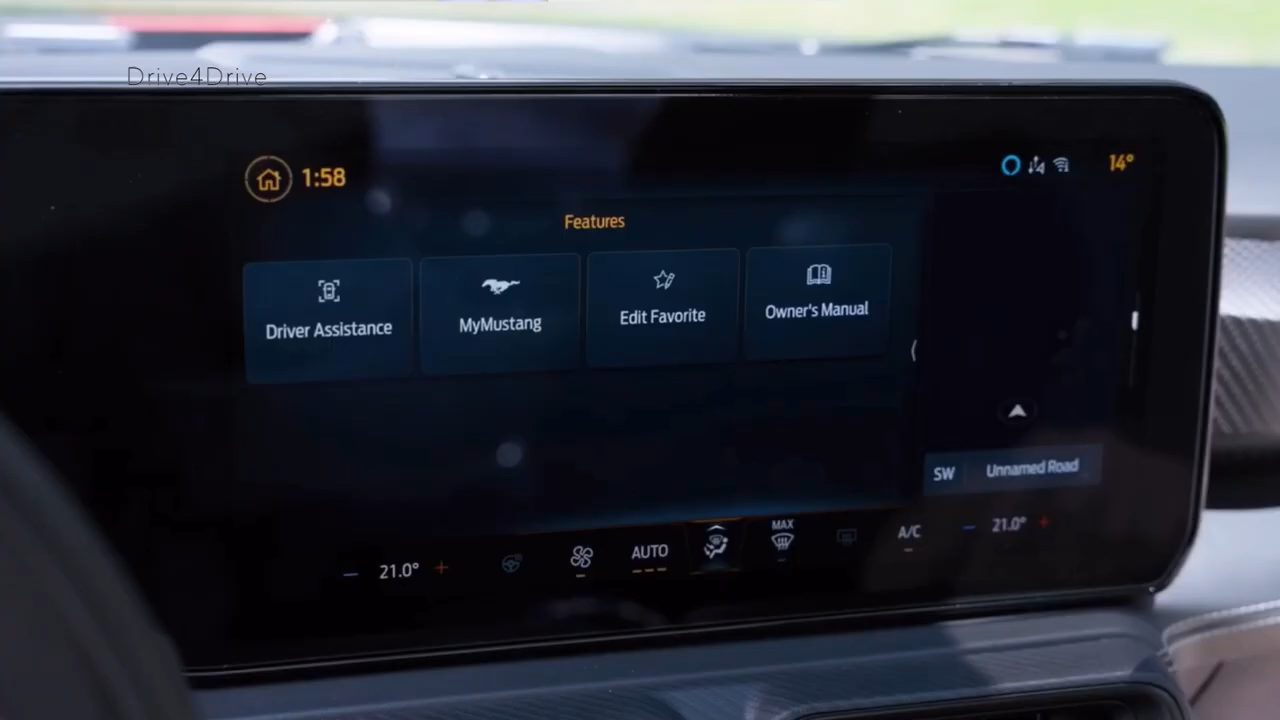 Drive4Drive
1:58
14°
Features
Driver Assistance
MyMustang
Edit Favorite
Owner's Manual
SW Unnamed Road
21.0°
AUTO
MAX
A/C
21.0°